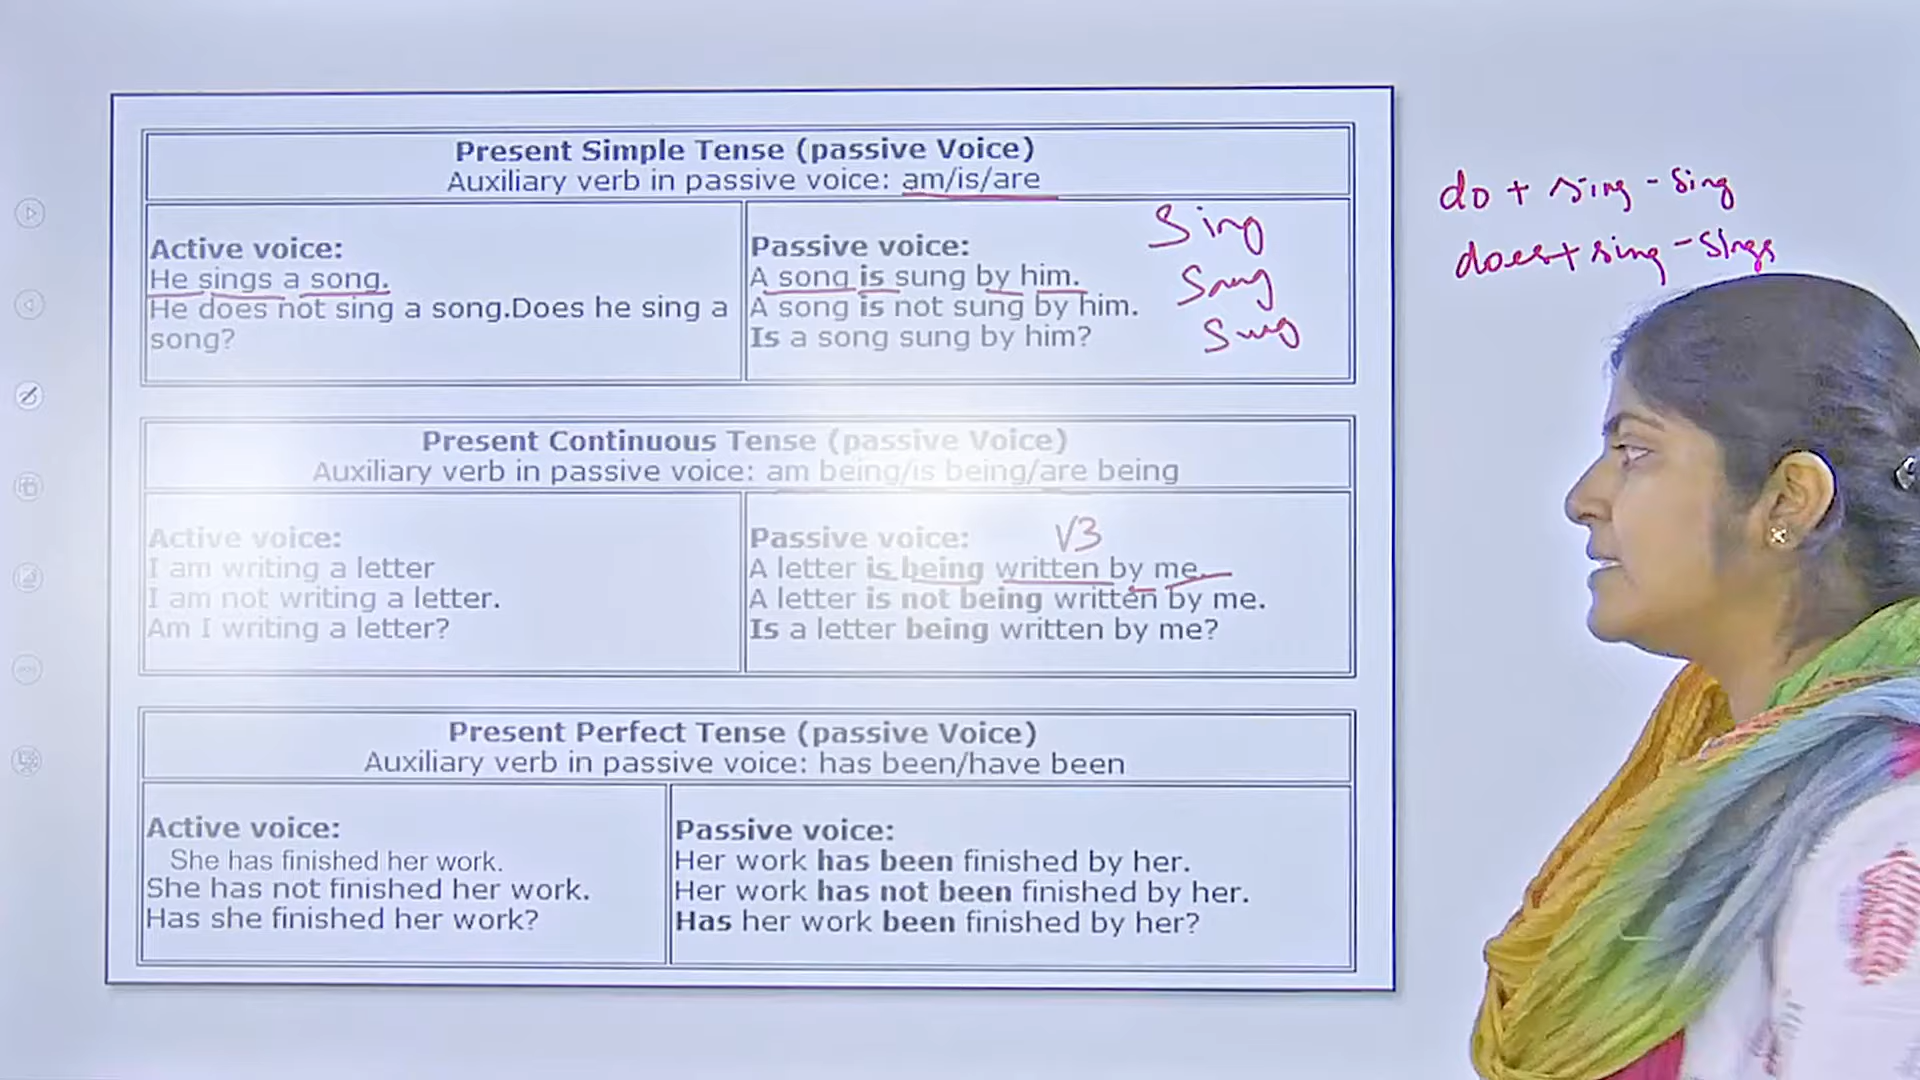 Present Simple Tense (passive Voice)
Auxiliary verb in passive voice: am/is/are
Active voice:
He sings a song.
He does not sing a song.Does he sing a
song?
Passive voice:
A song is sung by him.
A song is not sung by him.
Is a song sung by him?
Sing
Sang
Sung
do + sing - sing
does + sing - sings
Present Continuous Tense (passive Voice)
Auxiliary verb in passive voice: am being/is being/are being
Active voice:
I am writing a letter
I am not writing a letter.
Am I writing a letter?
Passive voice:
V3
A letter is being written by me.
A letter is not being written by me.
Is a letter being written by me?
Present Perfect Tense (passive Voice)
Auxiliary verb in passive voice: has been/have been
Active voice:
She has finished her work.
She has not finished her work.
Has she finished her work?
Passive voice:
Her work has been finished by her.
Her work has not been finished by her.
Has her work been finished by her?